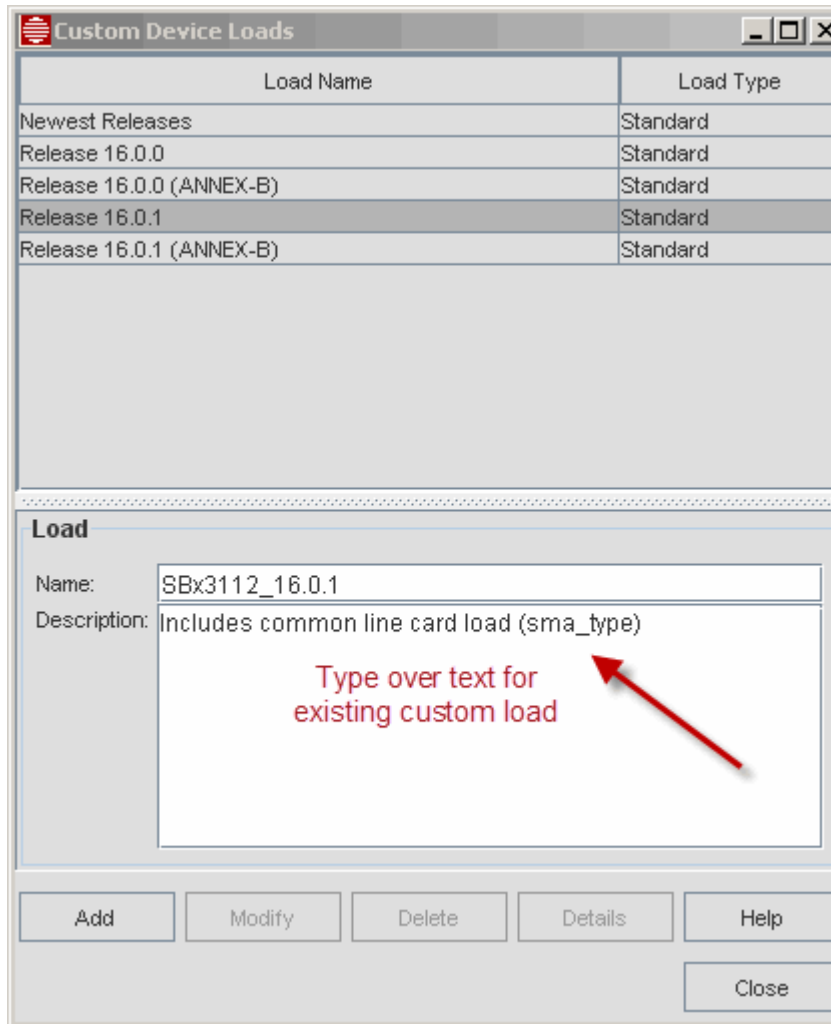 Custom Device Loads
Load Name Load Type
Newest Releases Standard
Release 16.0.0 Standard
Release 16.0.0 (ANNEX-B) Standard
Release 16.0.1 Standard
Release 16.0.1 (ANNEX-B) Standard
Load
Name: SBx3112_16.0.1
Description: Includes common line card load (sma_type)
Type over text for
existing custom load
Add Modify Delete Details Help
Close